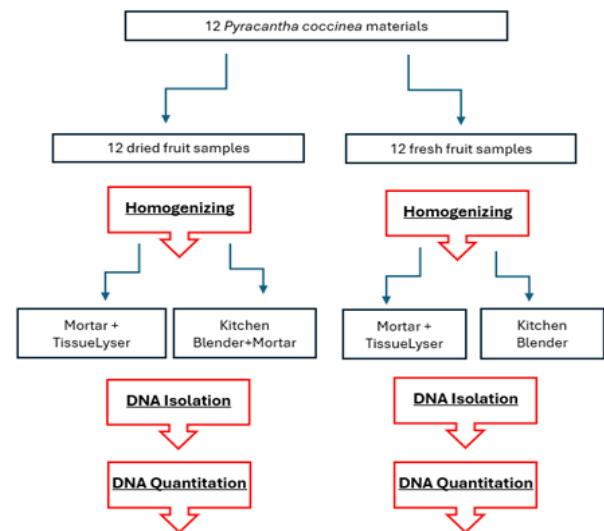 12 Pyracantha coccinea materials
12 dried fruit samples
12 fresh fruit samples
Homogenizing
Homogenizing
Mortar +
TissueLyser
Kitchen
Blender+Mortar
Mortar +
TissueLyser
Kitchen
Blender
DNA Isolation
DNA Isolation
DNA Quantitation
DNA Quantitation